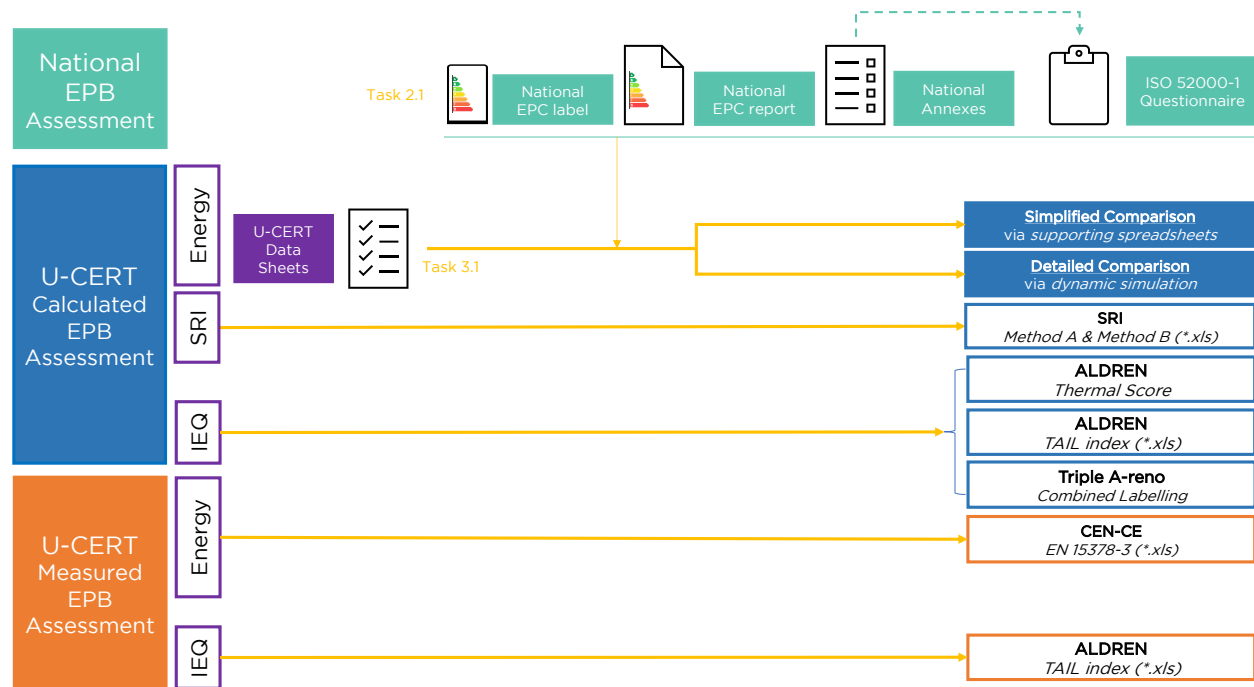 National
EPB
Assessment
Task 2.1
National
EPC label
National
EPC report
National
Annexes
ISO 52000-1
Questionnaire
U-CERT
Calculated
EPB
Assessment
Energy
U-CERT
Data
Sheets
Task 3.1
Simplified Comparison
via supporting spreadsheets
Detailed Comparison
via dynamic simulation
SRI
SRI
Method A & Method B (*.xls)
IEQ
ALDREN
Thermal Score
ALDREN
TAIL index (*.xls)
Triple A-reno
Combined Labelling
U-CERT
Measured
EPB
Assessment
Energy
CEN-CE
EN 15378-3 (*.xls)
IEQ
ALDREN
TAIL index (*.xls)